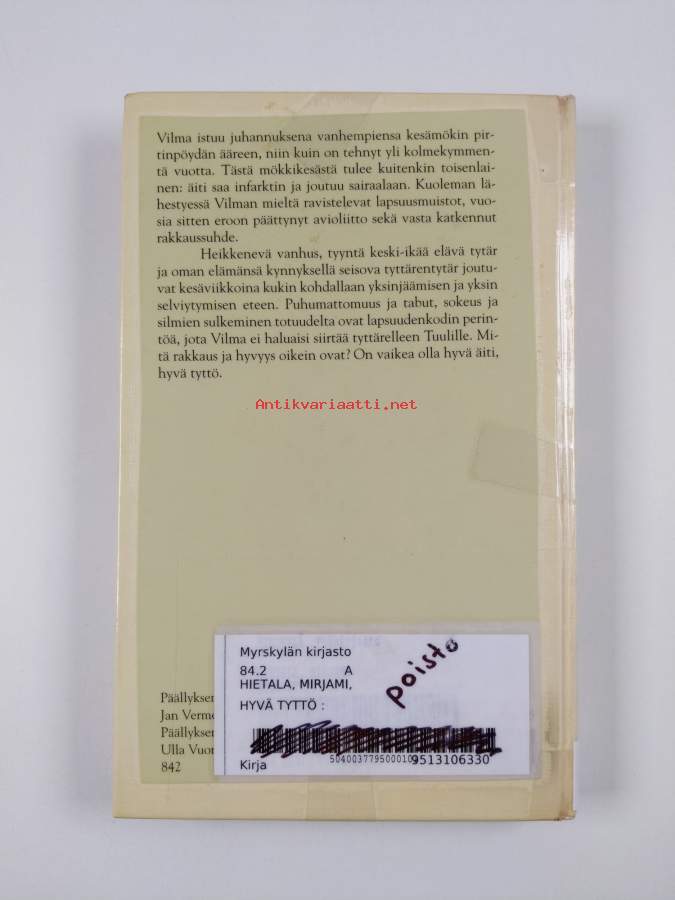 Vilma istuu juhannuksena vanhempiensa kesämökin pir-
tinpöydän ääreen, niin kuin on tehnyt yli kolmekymmen-
tä vuotta. Tästä mökkikesästä tulee kuitenkin toisenlai-
nen: äiti saa infarktin ja joutuu sairaalaan. Kuoleman lä-
hestyessä Vilman mieltä ravistelevat lapsuusmuistot, vuo-
sia sitten eroon päättynyt avioliitto sekä vasta katkennut
rakkaussuhde.
Heikkenevä vanhus, tyyntä keski-ikää elävä tytär
ja oman elämänsä kynnyksellä seisova tyttärentytär joutu-
vat kesäviikkoina kukin kohdallaan yksinjäämisen ja yksin
selviytymisen eteen. Puhumattomuus ja tabut, sokeus ja
silmien sulkeminen totuudelta ovat lapsuudenkodin perin-
töä, jota Vilma ei haluaisi siirtää tyttärelleen Tuulille. Mi-
tä rakkaus ja hyvyys oikein ovat? On vaikea olla hyvä äiti,
hyvä tyttö.
Antikvariaatti.net
Myrskylän kirjasto
84.2 A
HIETALA, MIRJAMI,
HYVÄ TYTTÖ :
poisto
9513106330
Kirja
Päällyksen
Jan
Päällyksen
Ulla
842